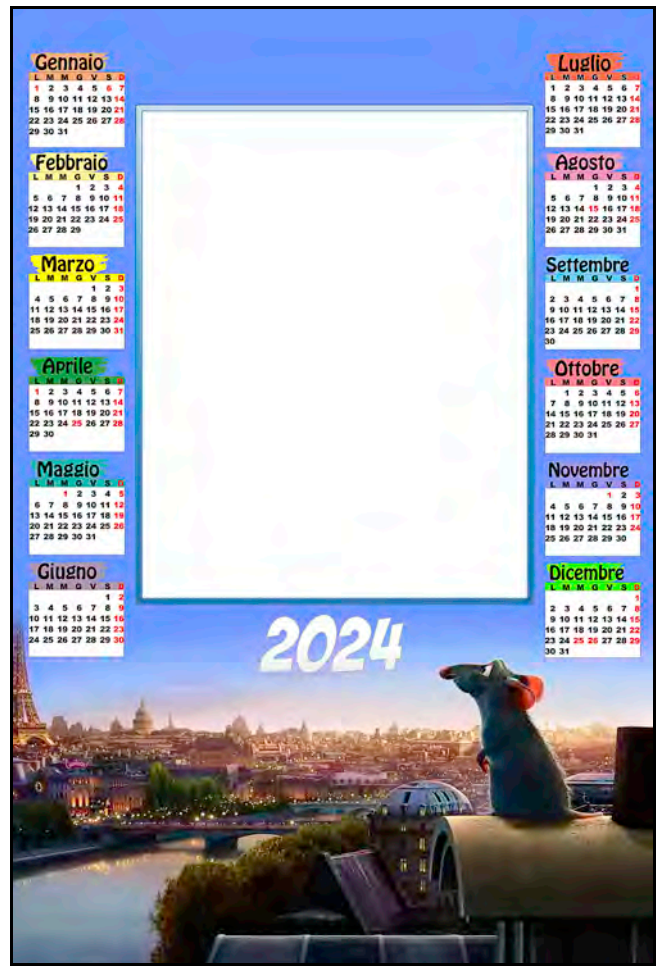 Gennaio
L M M G V S D
1 2 3 4 5 6 7
8 9 10 11 12 13 14
15 16 17 18 19 20 21
22 23 24 25 26 27 28
29 30 31
Febbraio
L M M G V S D
1 2 3 4
5 6 7 8 9 10 11
12 13 14 15 16 17 18
19 20 21 22 23 24 25
26 27 28 29
Marzo
L M M G V S D
1 2 3
4 5 6 7 8 9 10
11 12 13 14 15 16 17
18 19 20 21 22 23 24
25 26 27 28 29 30 31
Aprile
L M M G V S D
1 2 3 4 5 6 7
8 9 10 11 12 13 14
15 16 17 18 19 20 21
22 23 24 25 26 27 28
29 30
Maggio
L M M G V S D
1 2 3 4 5
6 7 8 9 10 11 12
13 14 15 16 17 18 19
20 21 22 23 24 25 26
27 28 29 30 31
Giugno
L M M G V S D
1 2
3 4 5 6 7 8 9
10 11 12 13 14 15 16
17 18 19 20 21 22 23
24 25 26 27 28 29 30
Luglio
L M M G V S D
1 2 3 4 5 6 7
8 9 10 11 12 13 14
15 16 17 18 19 20 21
22 23 24 25 26 27 28
29 30 31
Agosto
L M M G V S D
1 2 3 4
5 6 7 8 9 10 11
12 13 14 15 16 17 18
19 20 21 22 23 24 25
26 27 28 29 30 31
Settembre
L M M G V S D
1
2 3 4 5 6 7 8
9 10 11 12 13 14 15
16 17 18 19 20 21 22
23 24 25 26 27 28 29
30
Ottobre
L M M G V S D
1 2 3 4 5 6
7 8 9 10 11 12 13
14 15 16 17 18 19 20
21 22 23 24 25 26 27
28 29 30 31
Novembre
L M M G V S D
1 2 3
4 5 6 7 8 9 10
11 12 13 14 15 16 17
18 19 20 21 22 23 24
25 26 27 28 29 30
Dicembre
L M M G V S D
1
2 3 4 5 6 7 8
9 10 11 12 13 14 15
16 17 18 19 20 21 22
23 24 25 26 27 28 29
30 31
2024